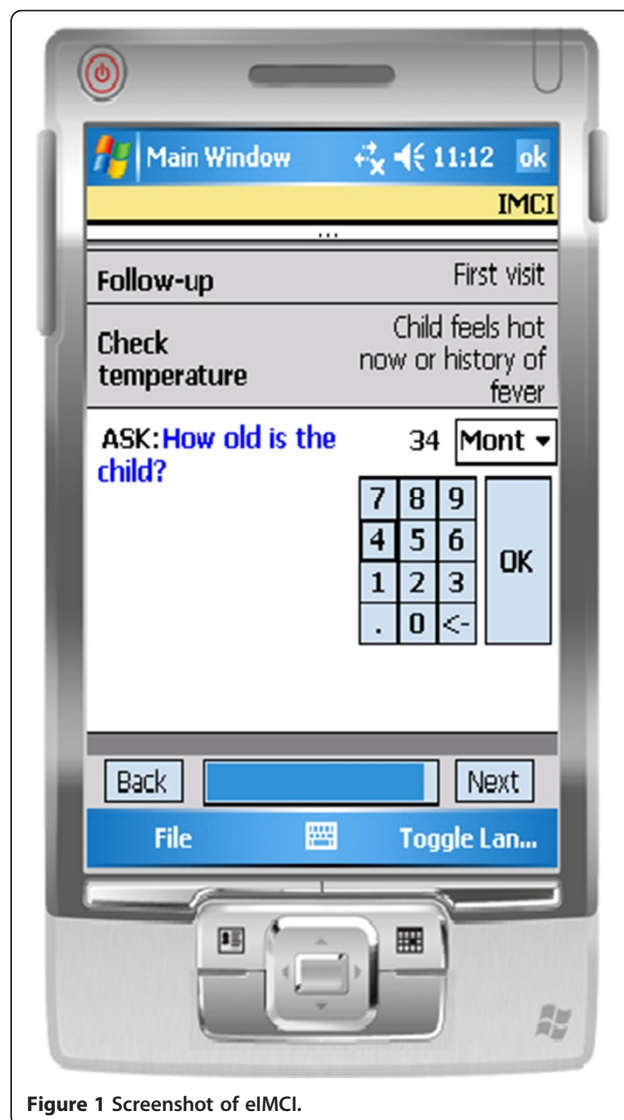 Main Window 11:12 ok
IMCI
...
Follow-up First visit
Check temperature Child feels hot now or history of fever
ASK:How old is the child? 34 Mont
7 8 9
4 5 6 OK
1 2 3
. 0 <-
Back Next
File Toggle Lan...
Figure 1 Screenshot of eIMCI.